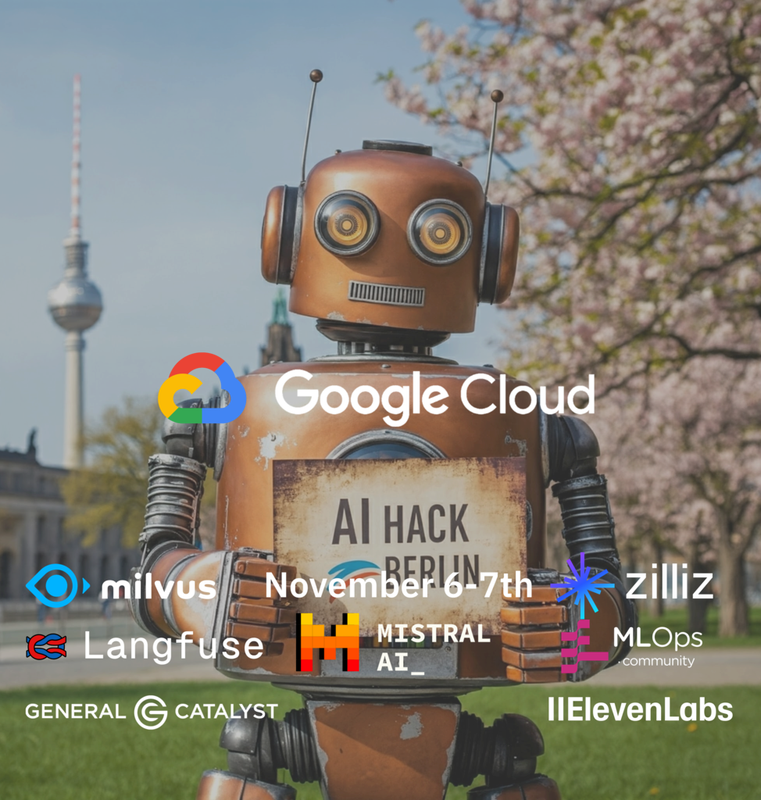 Google Cloud
AI HACK
BERLIN
milvus
November 6-7th
zilliz
Langfuse
MISTRAL
AI_
MLOps
community
GENERAL CATALYST
IIElevenLabs